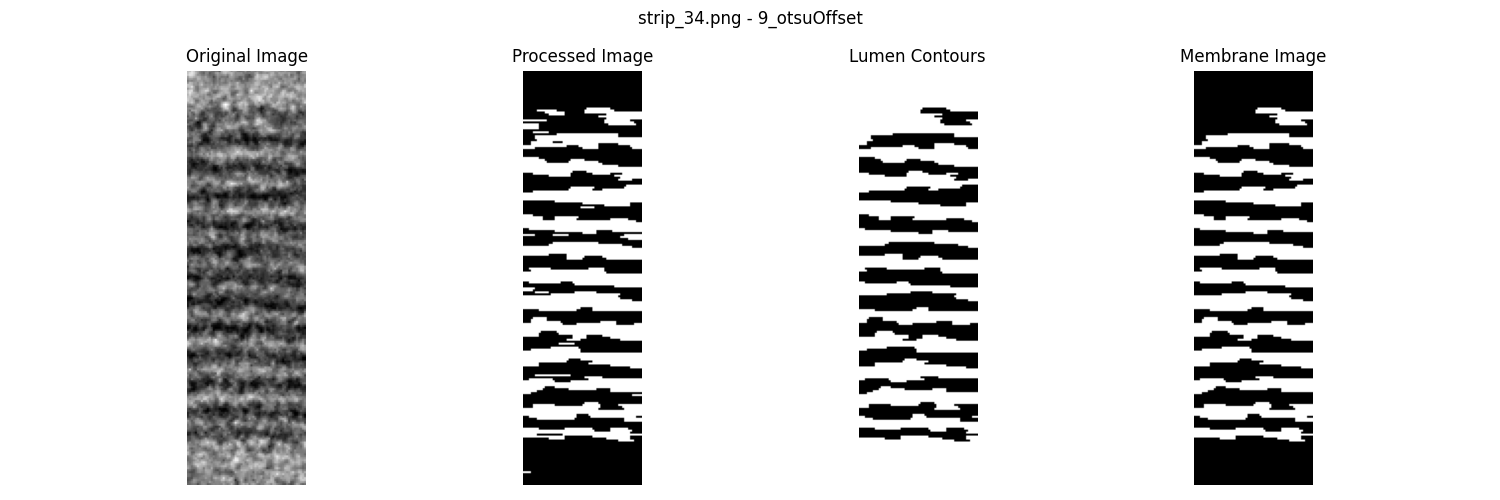 strip_34.png - 9_otsuOffset
Original Image
Processed Image
Lumen Contours
Membrane Image